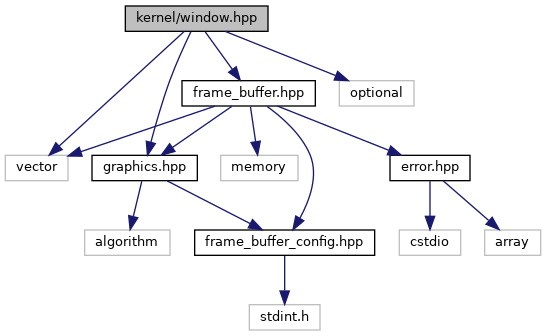 kernel/window.hpp
frame_buffer.hpp
optional
vector
graphics.hpp
memory
error.hpp
algorithm
frame_buffer_config.hpp
cstdio
array
stdint.h